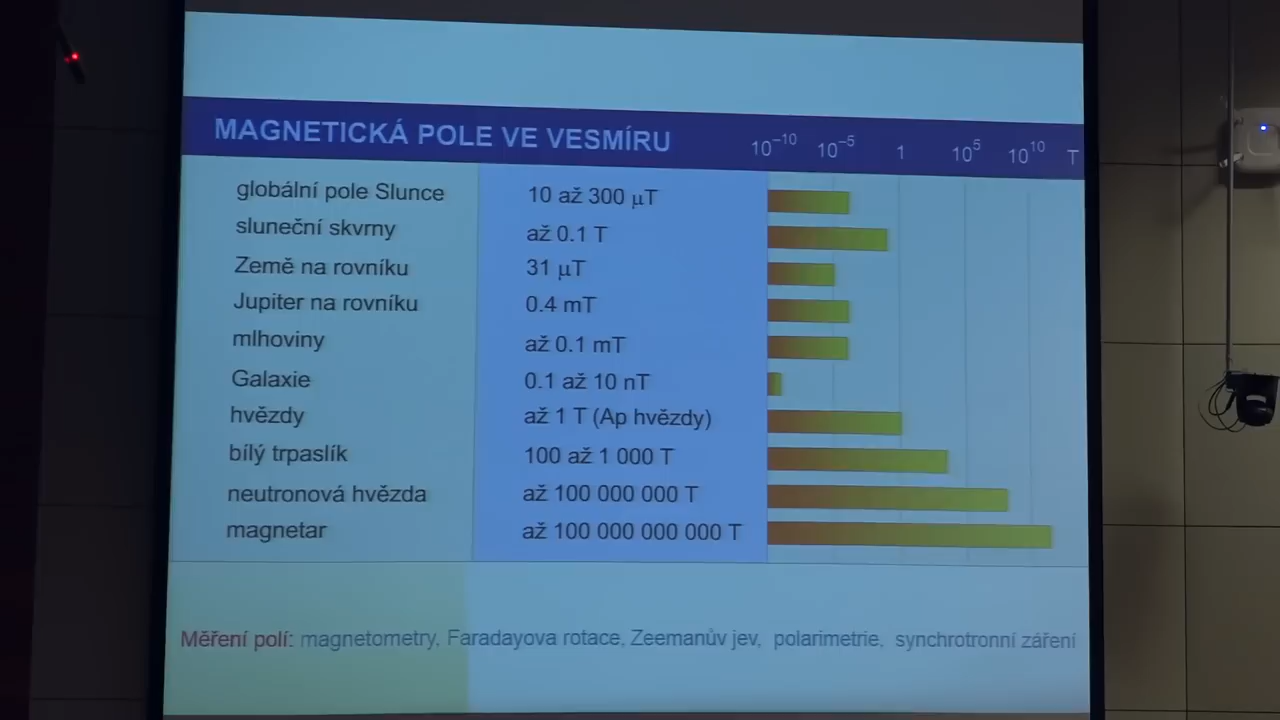 MAGNETICKÁ POLE VE VESMÍRU 10⁻¹⁰ 10⁻⁵ 1 10⁵ 10¹⁰ T
globální pole Slunce 10 až 300 μT
sluneční skvrny až 0.1 T
Země na rovníku 31 μT
Jupiter na rovníku 0.4 mT
mlhoviny až 0.1 mT
Galaxie 0.1 až 10 nT
hvězdy až 1 T (Ap hvězdy)
bílý trpaslík 100 až 1 000 T
neutronová hvězda až 100 000 000 T
magnetar až 100 000 000 000 T
Měření polí: magnetometry, Faradayova rotace, Zeemanův jev, polarimetrie, synchrotronní záření